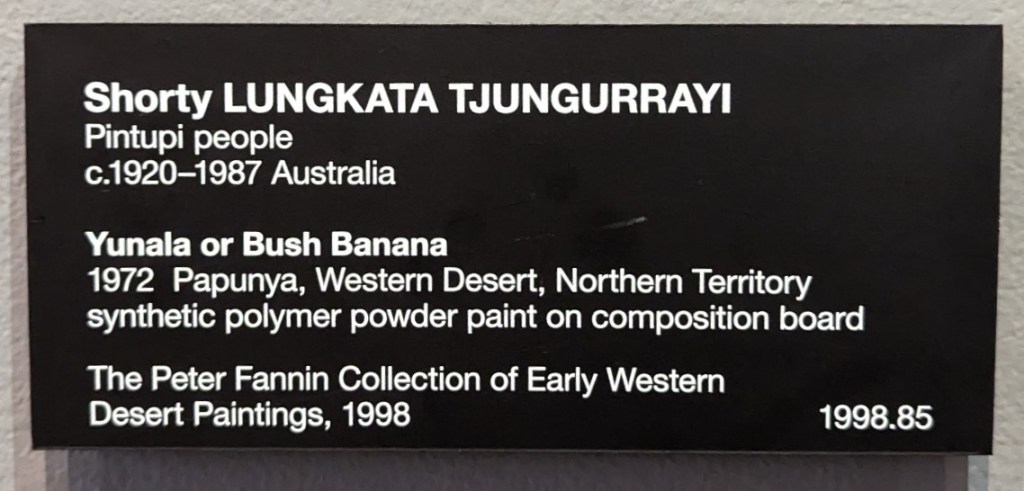 Shorty LUNGKATA TJUNGURRAYI
Pintupi people
c.1920–1987 Australia
Yunala or Bush Banana
1972 Papunya, Western Desert, Northern Territory
synthetic polymer powder paint on composition board
The Peter Fannin Collection of Early Western
Desert Paintings, 1998 1998.85